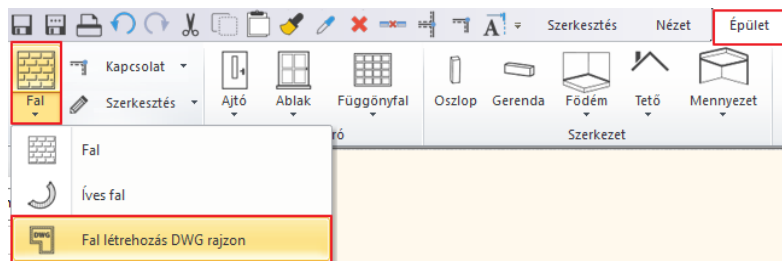 Szerkesztés Nézet Épület
Kapcsolat
Fal Szerkesztés Ajtó Ablak Függönyfal Oszlop Gerenda Födém Tető Mennyezet
ró Szerkezet
Fal
Íves fal
DWG Fal létrehozás DWG rajzon